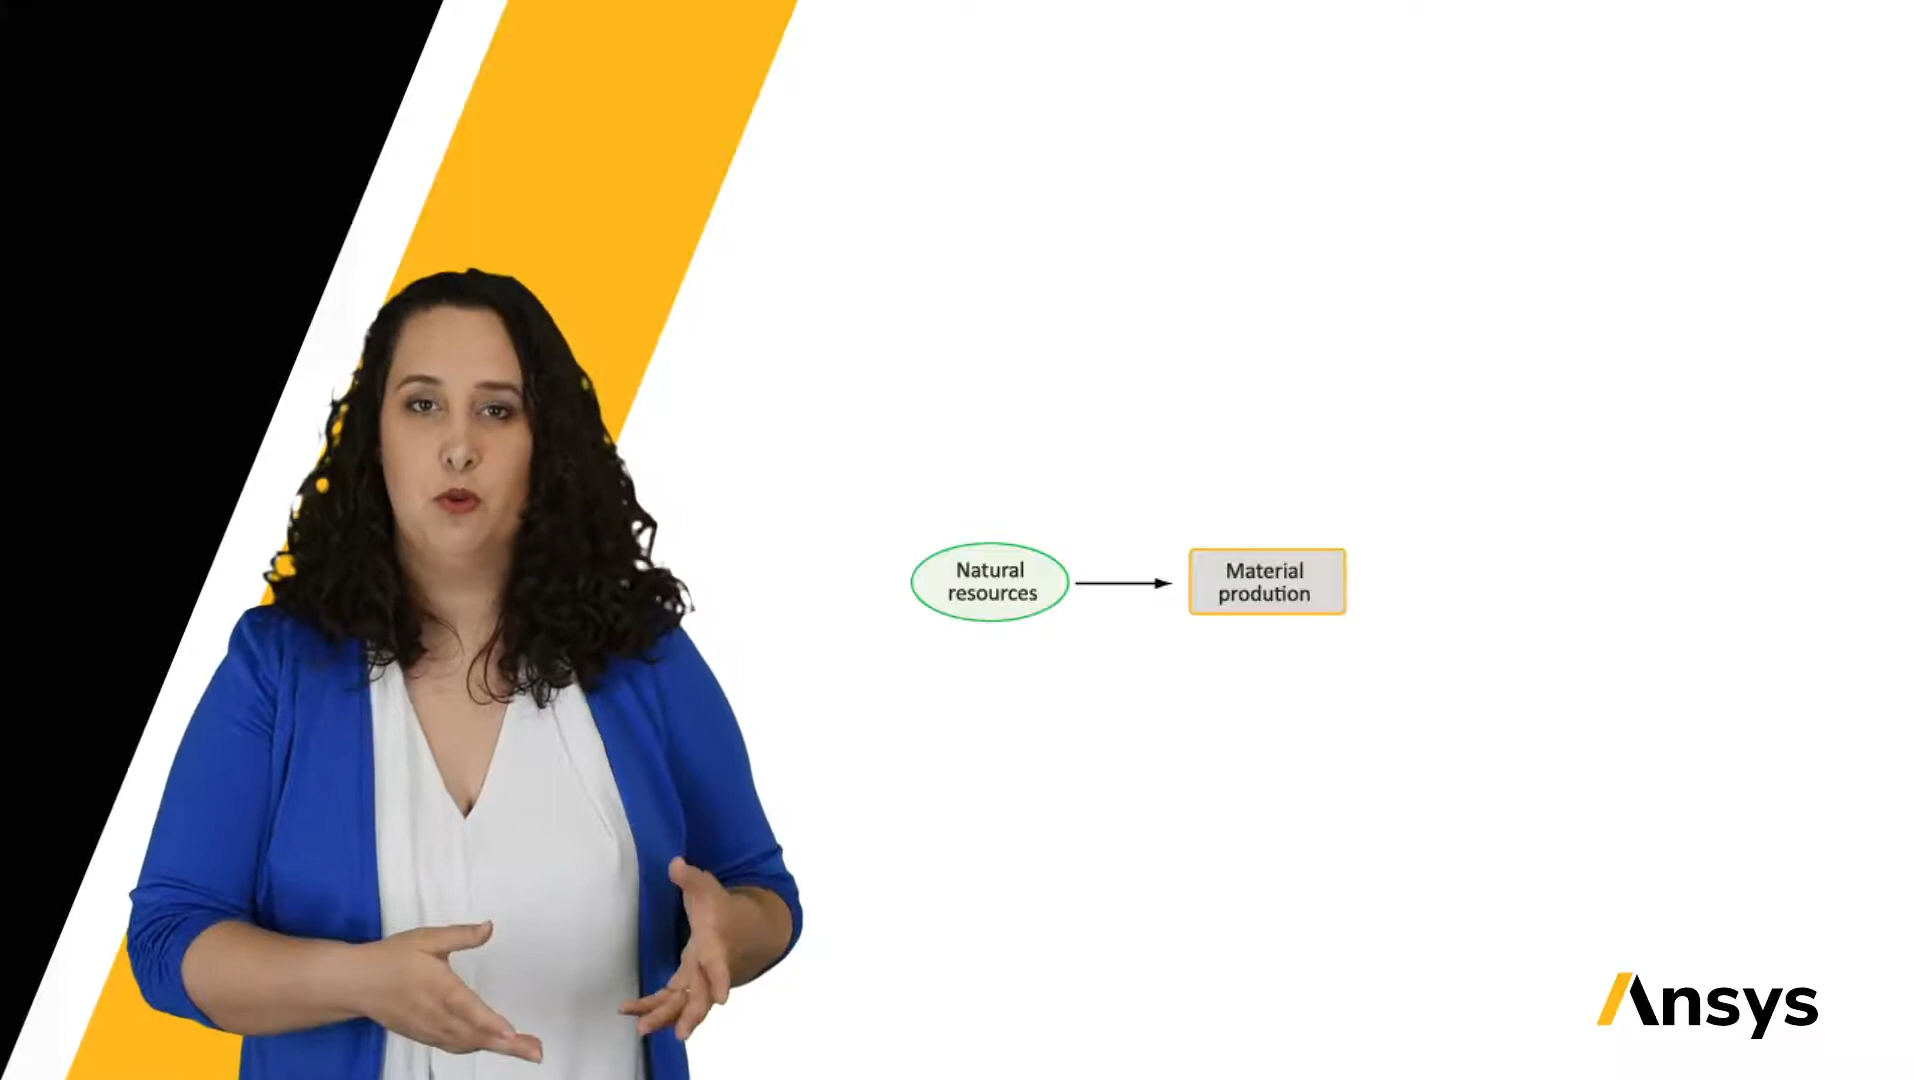 Natural
resources
Material
prodution
Ansys